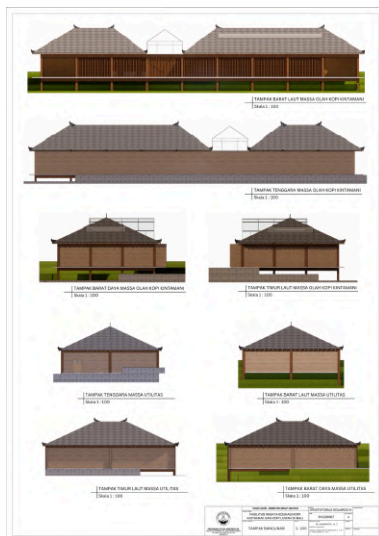 TAMPAK BARAT LAUT MASSA OLAH KOPI KINTAMANI
Skala 1 : 100
TAMPAK TENGGARA MASSA OLAH KOPI KINTAMANI
Skala 1 : 100
TAMPAK BARAT DAYA MASSA OLAH KOPI KINTAMANI
Skala 1 : 100
TAMPAK TIMUR LAUT MASSA OLAH KOPI KINTAMANI
Skala 1 : 100
TAMPAK TENGGARA MASSA UTILITAS
Skala 1 : 100
TAMPAK BARAT LAUT MASSA UTILITAS
Skala 1 : 100
TAMPAK TIMUR LAUT MASSA UTILITAS
Skala 1 : 100
TAMPAK BARAT DAYA MASSA UTILITAS
Skala 1 : 100
TAMPAK BANGUNAN
1 : 100